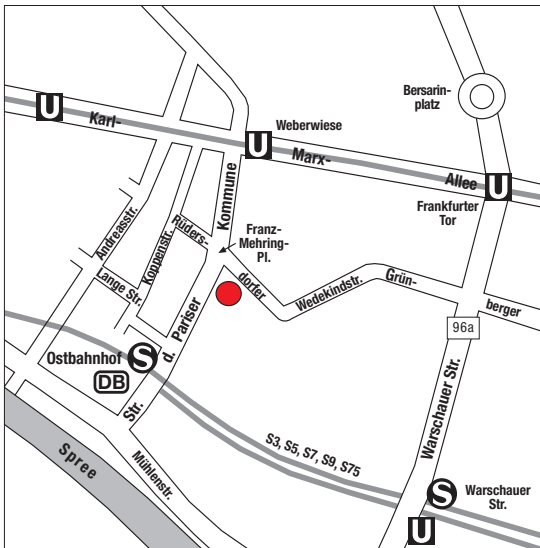 Bersarin-
platz
U
Karl-
Weberwiese
U
Marx-
Allee
U
Frankfurter
Tor
Kommune
Andreasstr.
Koppenstr.
Rüders-
Franz-
Mehring-
Pl.
Lange Str.
dorfer
Wedekindstr.
Grün-
berger
96a
Pariser
d.
Str.
Ostbahnhof
S
DB
Warschauer Str.
Spree
Mühlenstr.
S3, S5, S7, S9, S75
S
Warschauer
Str.
U